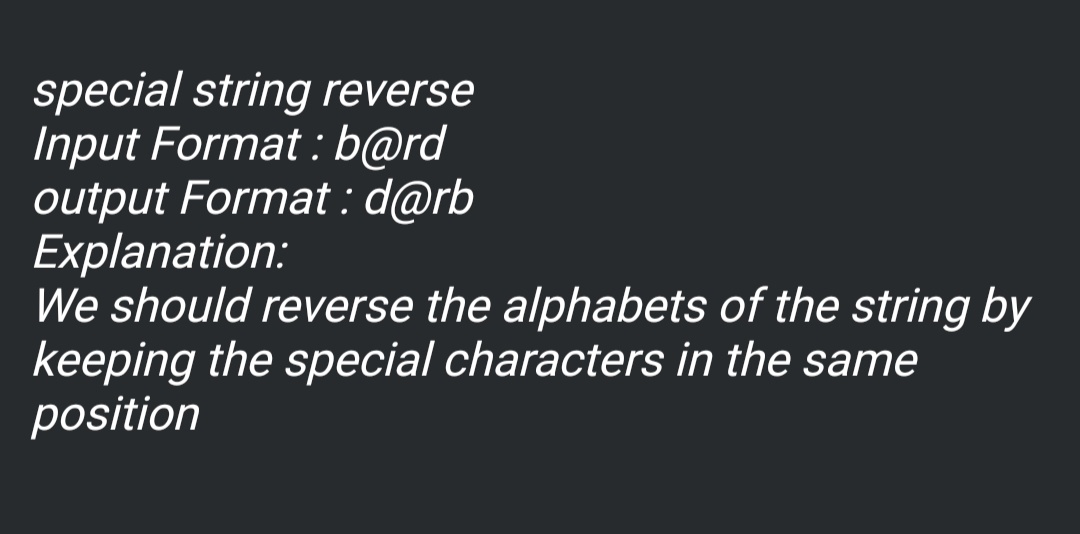 special string reverse
Input Format : b@rd
output Format : d@rb
Explanation:
We should reverse the alphabets of the string by
keeping the special characters in the same
position